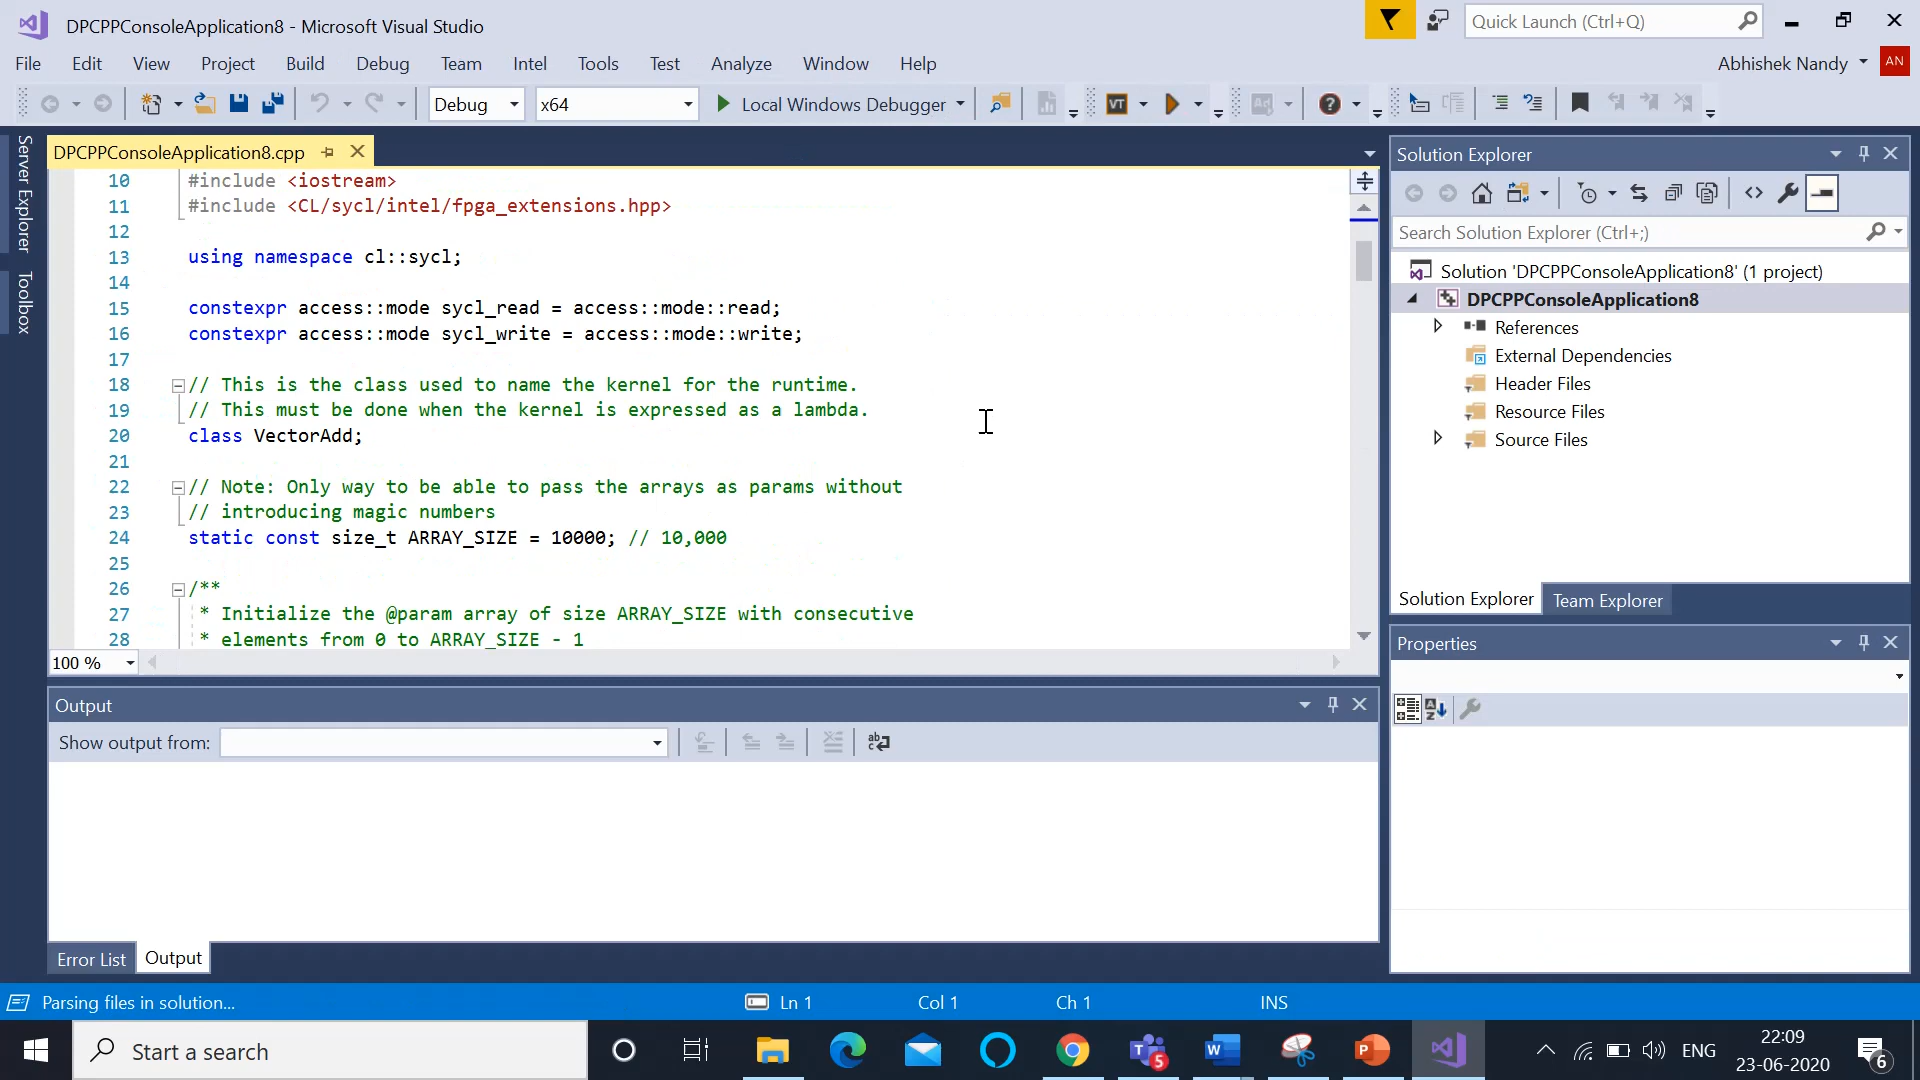 DPCPPConsoleApplication8 - Microsoft Visual Studio
Quick Launch (Ctrl+Q)
File Edit View Project Build Debug Team Intel Tools Test Analyze Window Help
Abhishek Nandy AN
Debug x64 Local Windows Debugger VT
Server Explorer
Toolbox
DPCPPConsoleApplication8.cpp
10 #include <iostream>
11 #include <CL/sycl/intel/fpga_extensions.hpp>
12
13 using namespace cl::sycl;
14
15 constexpr access::mode sycl_read = access::mode::read;
16 constexpr access::mode sycl_write = access::mode::write;
17
18 // This is the class used to name the kernel for the runtime.
19 // This must be done when the kernel is expressed as a lambda.
20 class VectorAdd;
21
22 // Note: Only way to be able to pass the arrays as params without
23 // introducing magic numbers
24 static const size_t ARRAY_SIZE = 10000; // 10,000
25
26 /**
27 * Initialize the @param array of size ARRAY_SIZE with consecutive
28 * elements from 0 to ARRAY_SIZE - 1
100 %
Output
Show output from:
Error List Output
Solution Explorer
Search Solution Explorer (Ctrl+;)
Solution 'DPCPPConsoleApplication8' (1 project)
DPCPPConsoleApplication8
References
External Dependencies
Header Files
Resource Files
Source Files
Solution Explorer Team Explorer
Properties
Parsing files in solution... Ln 1 Col 1 Ch 1 INS
Start a search
5
ENG
22:09
23-06-2020
6